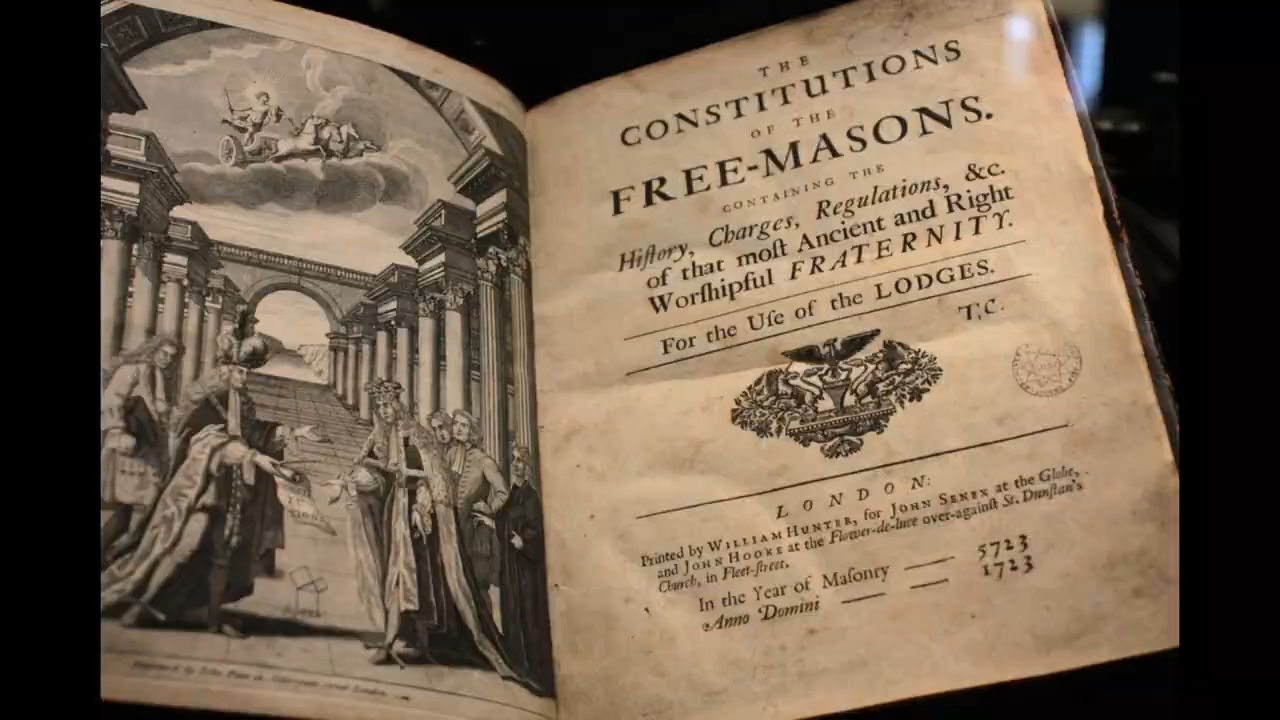 THE
CONSTITUTIONS
OF THE
FREE-MASONS.
CONTAINING THE
Hiſtory, Charges, Regulations, &c.
of that moſt Ancient and Right
Worſhipful FRATERNITY.
For the Uſe of the LODGES.
T.C.
LONDON:
Printed by WILLIAM HUNTER, for JOHN SENEX at the Globe,
and JOHN HOOKE at the Flower-de-luce over-againſt St. Dunſtan's
Church, in Fleet-ſtreet.
In the Year of Masonry —— 5723
Anno Domini —— —— 1723